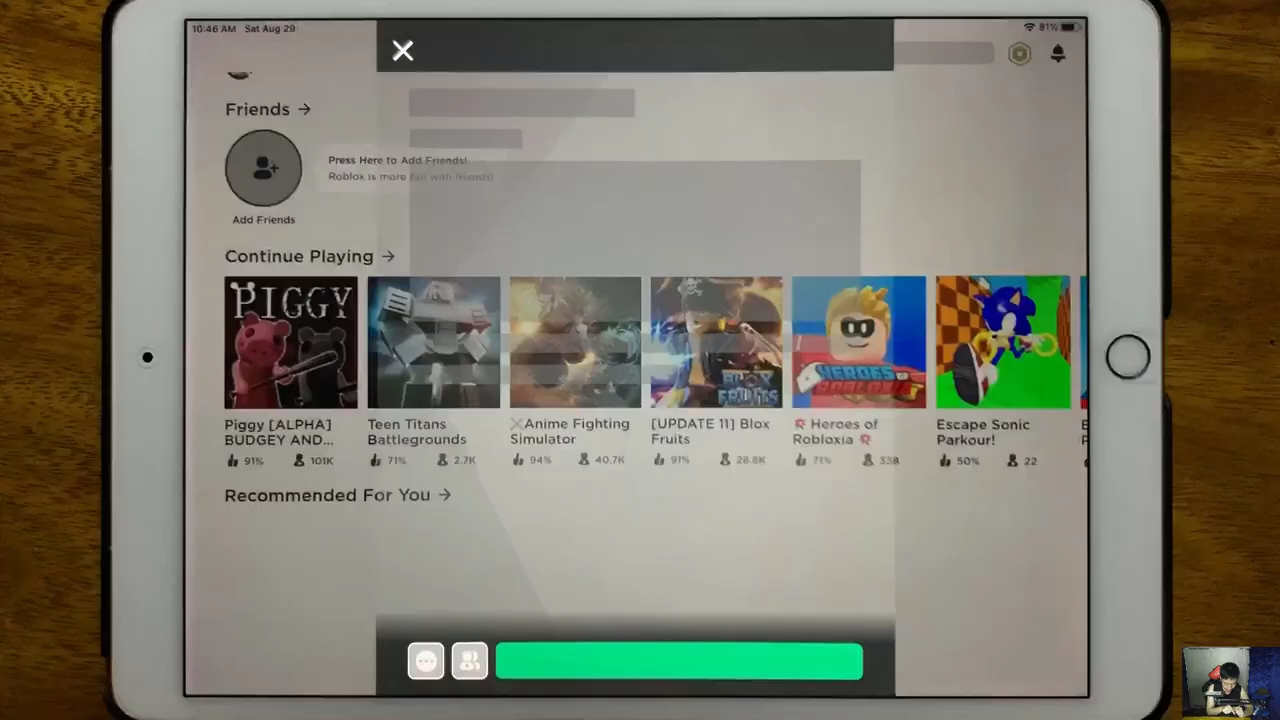 10:46 AM Sat Aug 29
81%
Friends →
Press Here to Add Friends!
Roblox is more fun with friends!
Add Friends
Continue Playing →
PIGGY
BLOX
FRUITS
HEROES OF
ROBLOXIA
Piggy [ALPHA]
BUDGEY AND...
91% 101K
Teen Titans
Battlegrounds
71% 2.7K
⚔Anime Fighting
Simulator
94% 40.7K
[UPDATE 11] Blox
Fruits
91% 28.8K
💥 Heroes of
Robloxia 💥
71% 338
Escape Sonic
Parkour!
50% 22
Recommended For You →